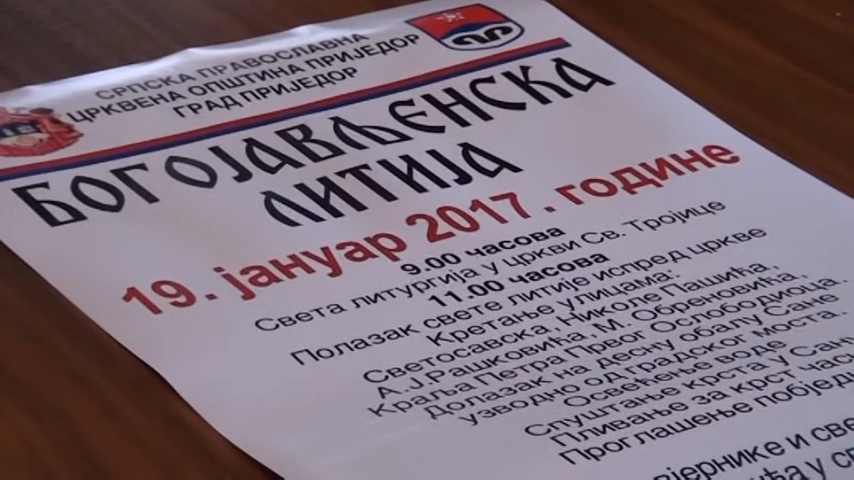 СРПСКА ПРАВОСЛАВНА
ЦРКВЕНА ОПШТИНА ПРИЈЕДОР
ГРАД ПРИЈЕДОР
БОГОЈАВЉЕНСКА
ЛИТИЈА
19. јануар 2017. године
9.00 часова
Света литургија у цркви Св. Тројице
11.00 часова
Полазак свете литије испред цркве
Кретање улицама:
Светосавска, Николе Пашића,
А.Ј.Рашковића, М. Обреновића,
Краља Петра Првог Ослободиоца.
Долазак на десну обалу Сане
узводно од градског моста.
Освећење воде
Спуштање крста у
Пливање за крст
Проглашење
и
у